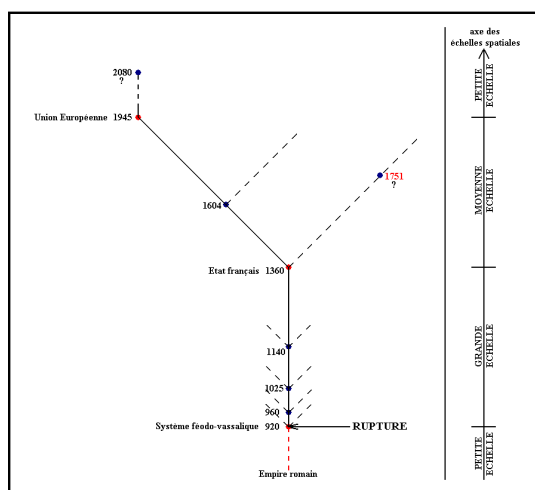 axe des
échelles spatiales
2080
?
PETITE
ECHELLE
Union Européenne 1945
1751
?
MOYENNE
ECHELLE
1604
Etat français 1360
1140
GRANDE
ECHELLE
1025
960
Système féodo-vassalique 920
RUPTURE
PETITE
ECHELLE
Empire romain